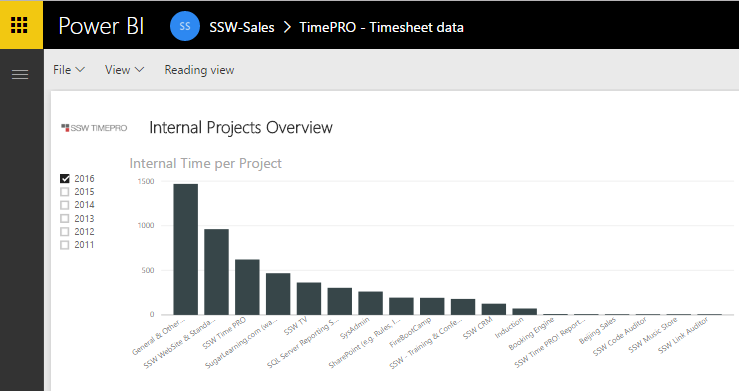 Power BI SS SSW-Sales > TimePRO - Timesheet data
File View Reading view
SSW TIMEPRO Internal Projects Overview
Internal Time per Project
2016
2015
2014
2013
2012
2011
1500
1000
500
0
General & Other...
SSW WebSite & Standa...
SSW Time PRO
SugarLearning.com (wa...
SSW TV
SQL Server Reporting S...
SysAdmin
SharePoint (e.g. Rules, I...
FireBootCamp
SSW - Training & Confe...
SSW CRM
Induction
Booking Engine
SSW Time PRO! Report...
Beijing Sales
SSW Code Auditor
SSW Music Store
SSW Link Auditor